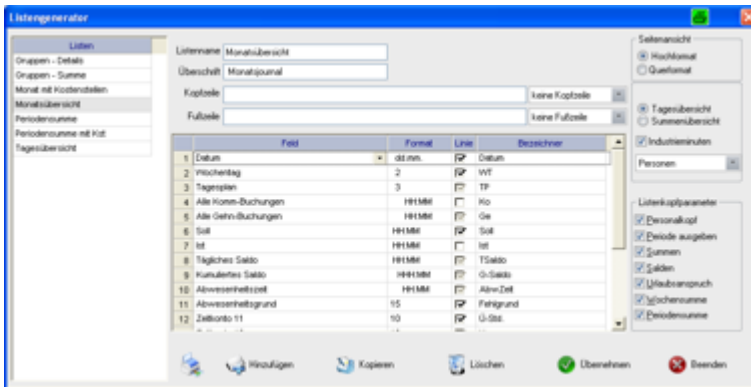 Listengenerator
Listen
Gruppen - Details
Gruppen - Summe
Monat mit Kostenstellen
Monatsübersicht
Periodensumme
Periodensumme mit Kst
Tagesübersicht
Listenname Monatsübersicht
Überschrift Monatsjournal
Kopfzeile keine Kopfzeile
Fußzeile keine Fußzeile
Feld Format Linie Bezeichner
1 Datum dd.mm. Datum
2 Wochentag 2 WT
3 Tagesplan 3 TP
4 Alle Komm-Buchungen HH:MM Ko
5 Alle Gehn-Buchungen HH:MM Ge
6 Soll HH:MM Soll
7 Ist HH:MM Ist
8 Tägliches Saldo HH:MM TSaldo
9 Kumuliertes Saldo HHH:MM G-Saldo
10 Abwesenheitszeit HH:MM Abw.Zeit
11 Abwesenheitsgrund 15 Fehlgrund
12 Zeitkonto 11 10 Ü-Std.
Seitenansicht
Hochformat
Querformat
Tagesübersicht
Summenübersicht
Industrieminuten
Personen
Listenkopfparameter
Personalkopf
Periode ausgeben
Summen
Salden
Urlaubsanspruch
Wochensumme
Periodensumme
Hinzufügen Kopieren Löschen Übernehmen Beenden